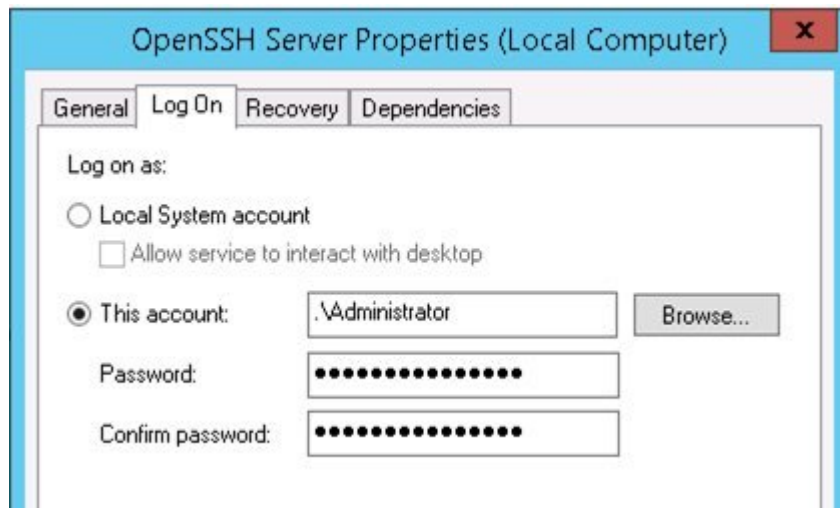 OpenSSH Server Properties (Local Computer)
x
General Log On Recovery Dependencies
Log on as:
Local System account
Allow service to interact with desktop
This account: .\Administrator Browse...
Password: •••••••••••••••
Confirm password: •••••••••••••••